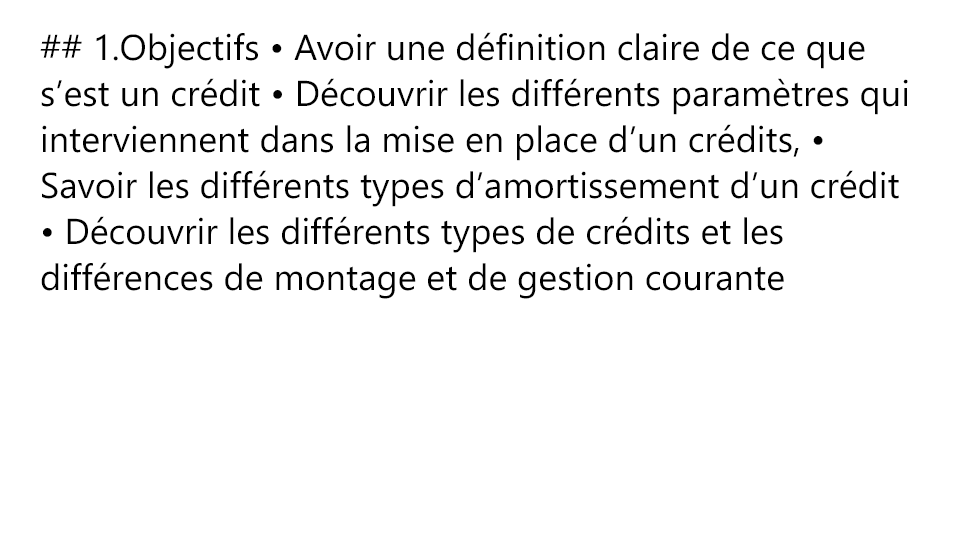 ## 1.Objectifs • Avoir une définition claire de ce que
s’est un crédit • Découvrir les différents paramètres qui
interviennent dans la mise en place d’un crédits, •
Savoir les différents types d’amortissement d’un crédit
• Découvrir les différents types de crédits et les
différences de montage et de gestion courante